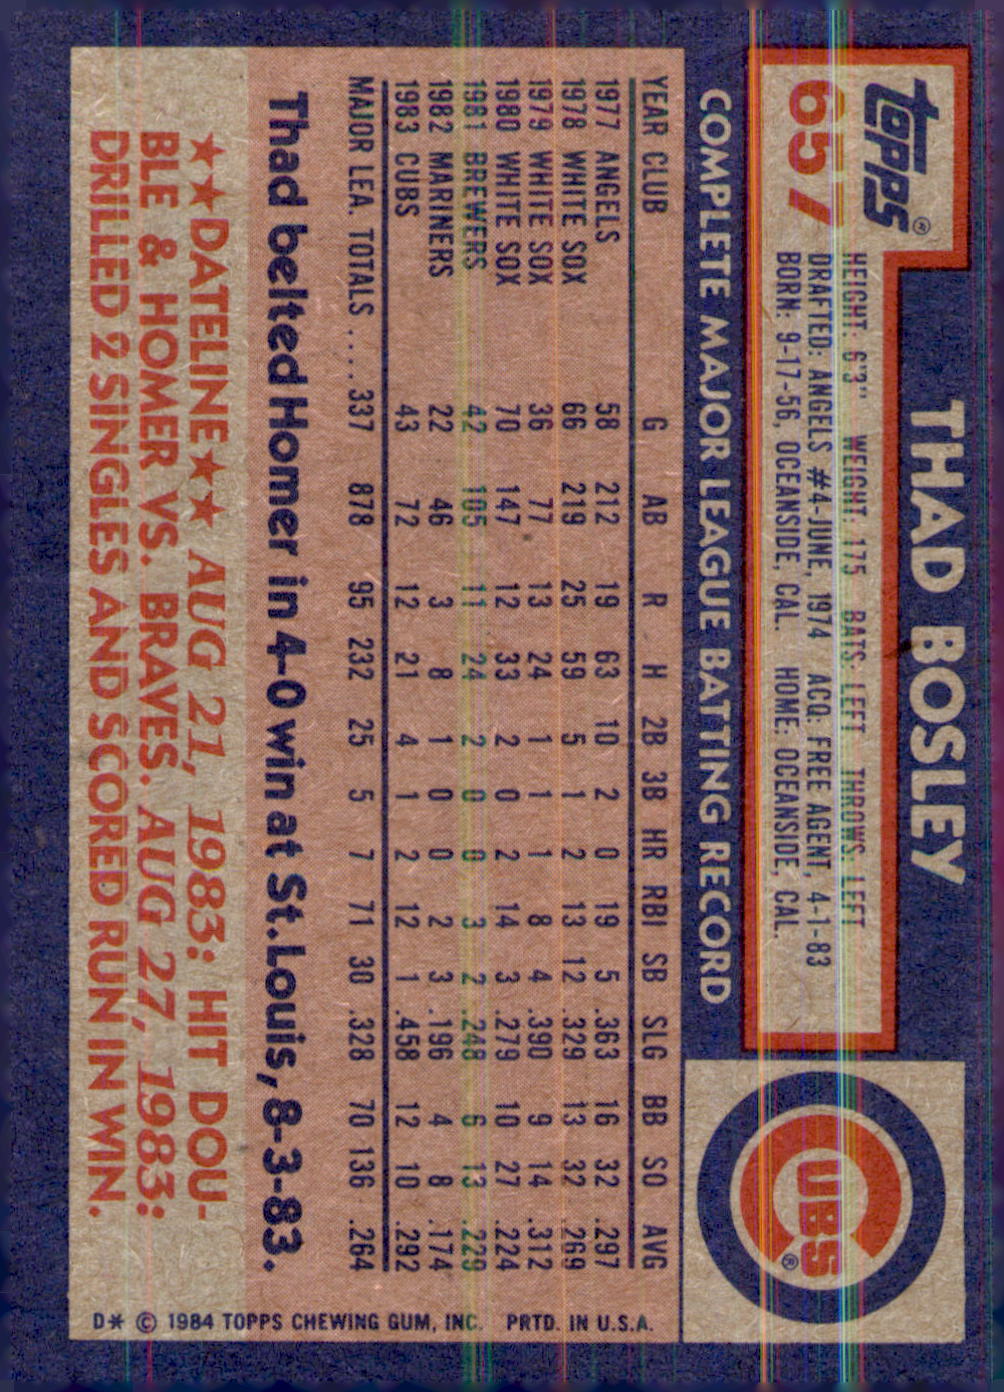 Topps®
657
THAD BOSLEY
HEIGHT: 6'3" WEIGHT: 175 BATS: LEFT THROWS: LEFT
DRAFTED: ANGELS #4-JUNE, 1974 ACQ: FREE AGENT, 4-1-83
BORN: 9-17-56, OCEANSIDE, CAL. HOME: OCEANSIDE, CAL.
CUBS®
COMPLETE MAJOR LEAGUE BATTING RECORD
YEAR CLUB G AB R H 2B 3B HR RBI SB SLG BB SO AVG
1977 ANGELS 58 212 19 63 10 2 0 19 5 .363 16 32 .297
1978 WHITE SOX 66 219 25 59 5 1 2 13 12 .329 13 32 .269
1979 WHITE SOX 36 77 13 24 1 1 1 8 4 .390 9 14 .312
1980 WHITE SOX 70 147 12 33 2 0 2 14 3 .279 10 27 .224
1981 BREWERS 42 105 11 24 2 0 0 3 2 .248 6 13 .229
1982 MARINERS 22 46 3 8 1 0 0 2 3 .196 4 8 .174
1983 CUBS 43 72 12 21 4 1 2 12 1 .458 12 10 .292
MAJOR LEA. TOTALS .... 337 878 95 232 25 5 7 71 30 .328 70 136 .264
Thad belted Homer in 4-0 win at St. Louis, 8-3-83.
★★DATELINE★★ AUG 21, 1983: HIT DOU-
BLE & HOMER VS. BRAVES. AUG 27, 1983:
DRILLED 2 SINGLES AND SCORED RUN IN WIN.
D* © 1984 TOPPS CHEWING GUM, INC. PRTD. IN U.S.A.